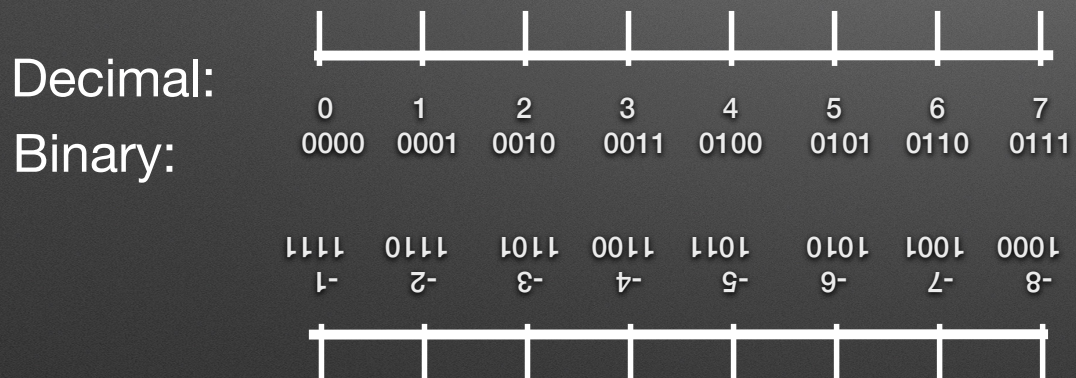 Decimal: 0 1 2 3 4 5 6 7
Binary: 0000 0001 0010 0011 0100 0101 0110 0111
-8 -7 -6 -5 -4 -3 -2 -1
1000 1001 1010 1011 1100 1101 1110 1111